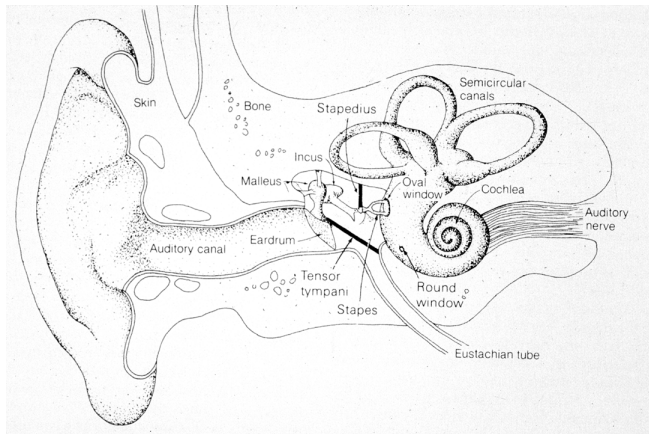 Semicircular
canals
Skin
Bone
Stapedius
Incus
Malleus
Oval
window
Cochlea
Auditory
nerve
Auditory canal
Eardrum
Tensor
tympani
Round
window
Stapes
Eustachian tube